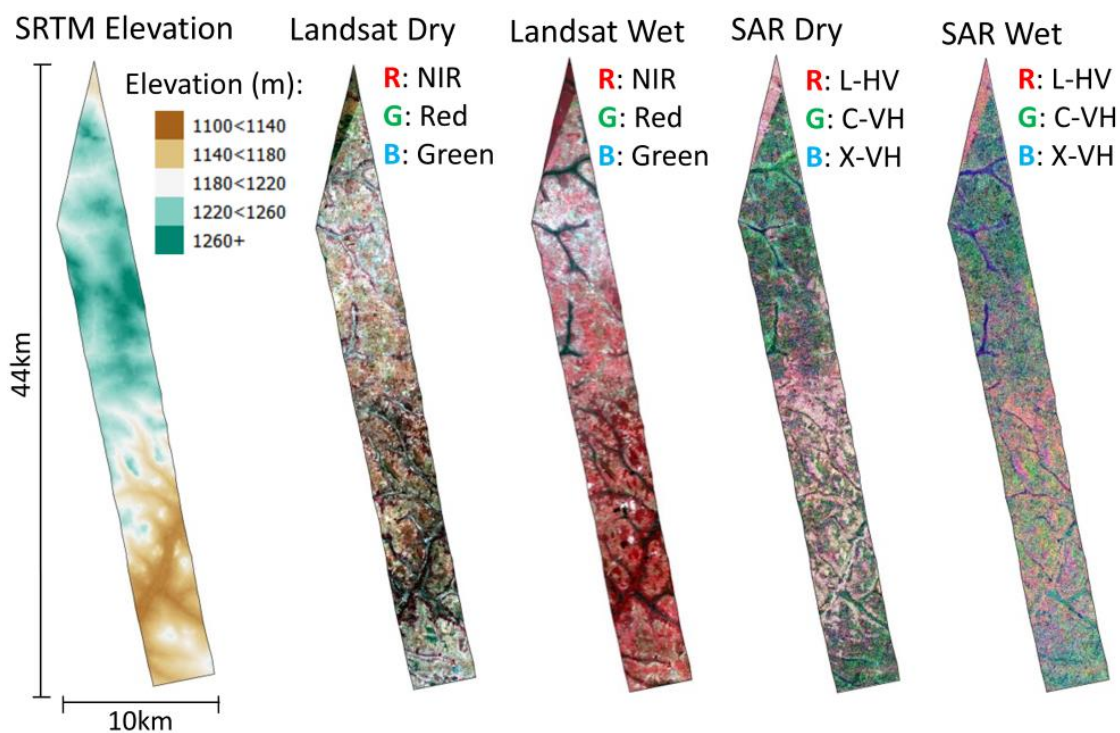 SRTM Elevation
Landsat Dry
Landsat Wet
SAR Dry
SAR Wet
Elevation (m):
1100<1140
1140<1180
1180<1220
1220<1260
1260+
R: NIR
G: Red
B: Green
R: NIR
G: Red
B: Green
R: L-HV
G: C-VH
B: X-VH
R: L-HV
G: C-VH
B: X-VH
44km
10km